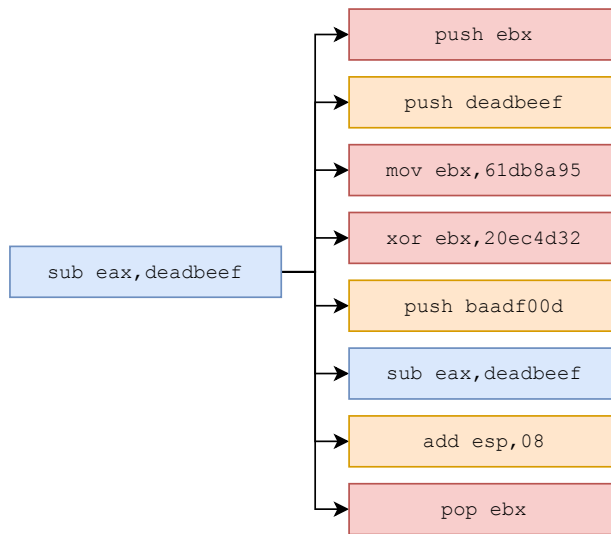 push ebx
push deadbeef
mov ebx,61db8a95
xor ebx,20ec4d32
sub eax,deadbeef
push baadf00d
sub eax,deadbeef
add esp,08
pop ebx